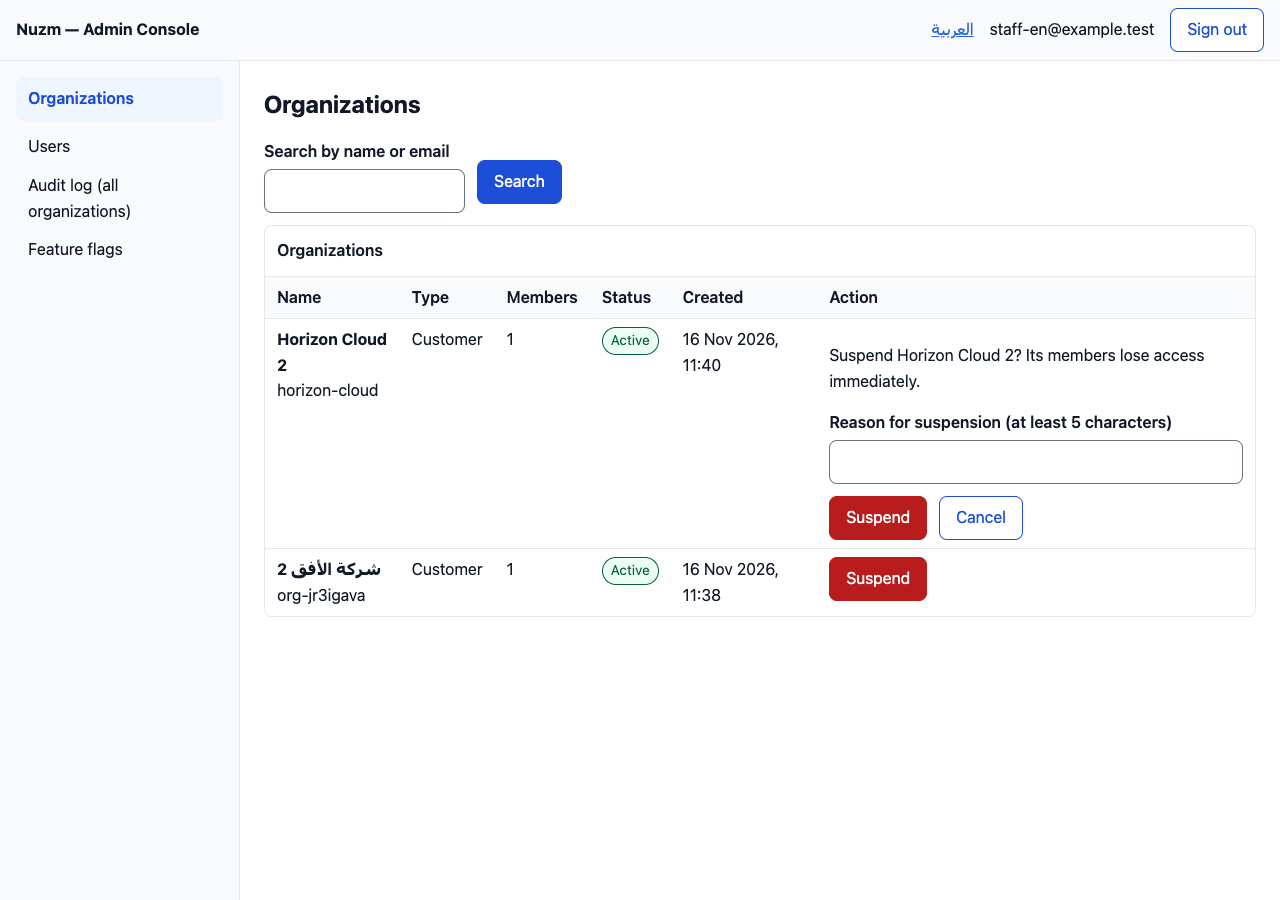 Nuzm — Admin Console
العربية
staff-en@example.test
Sign out
Organizations
Users
Audit log (all
organizations)
Feature flags
Organizations
Search by name or email
Search
Organizations
Name Type Members Status Created Action
Horizon Cloud
2
horizon-cloud
Customer
1
Active
16 Nov 2026,
11:40
Suspend Horizon Cloud 2? Its members lose access
immediately.
Reason for suspension (at least 5 characters)
Suspend Cancel
شركة الأفق 2
org-jr3igava
Customer
1
Active
16 Nov 2026,
11:38
Suspend